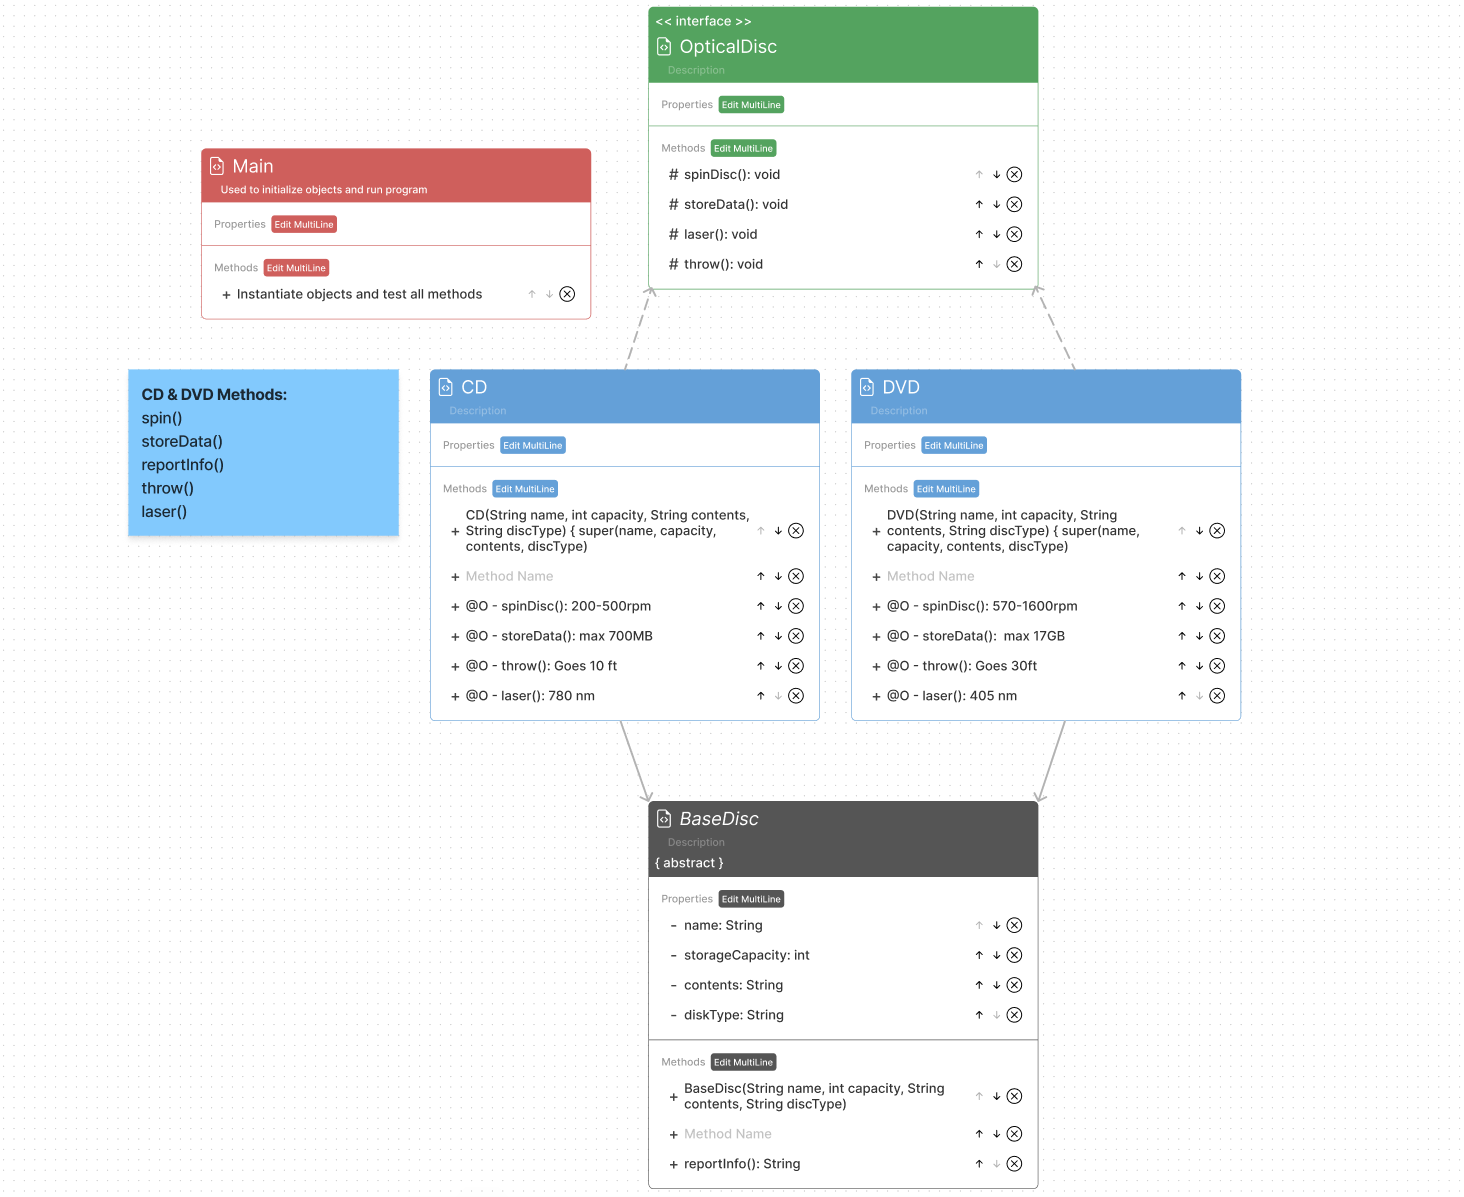 << interface >>
OpticalDisc
Description
Properties Edit MultiLine
Methods Edit MultiLine
# spinDisc(): void
# storeData(): void
# laser(): void
# throw(): void
Main
Used to initialize objects and run program
Properties Edit MultiLine
Methods Edit MultiLine
+ Instantiate objects and test all methods
CD & DVD Methods:
spin()
storeData()
reportInfo()
throw()
laser()
CD
Description
Properties Edit MultiLine
Methods Edit MultiLine
CD(String name, int capacity, String contents,
+ String discType) { super(name, capacity,
contents, discType)
+ Method Name
+ @O - spinDisc(): 200-500rpm
+ @O - storeData(): max 700MB
+ @O - throw(): Goes 10 ft
+ @O - laser(): 780 nm
DVD
Description
Properties Edit MultiLine
Methods Edit MultiLine
DVD(String name, int capacity, String
+ contents, String discType) { super(name,
capacity, contents, discType)
+ Method Name
+ @O - spinDisc(): 570-1600rpm
+ @O - storeData():  max 17GB
+ @O - throw(): Goes 30ft
+ @O - laser(): 405 nm
BaseDisc
Description
{ abstract }
Properties Edit MultiLine
- name: String
- storageCapacity: int
- contents: String
- diskType: String
Methods Edit MultiLine
+ BaseDisc(String name, int capacity, String
contents, String discType)
+ Method Name
+ reportInfo(): String